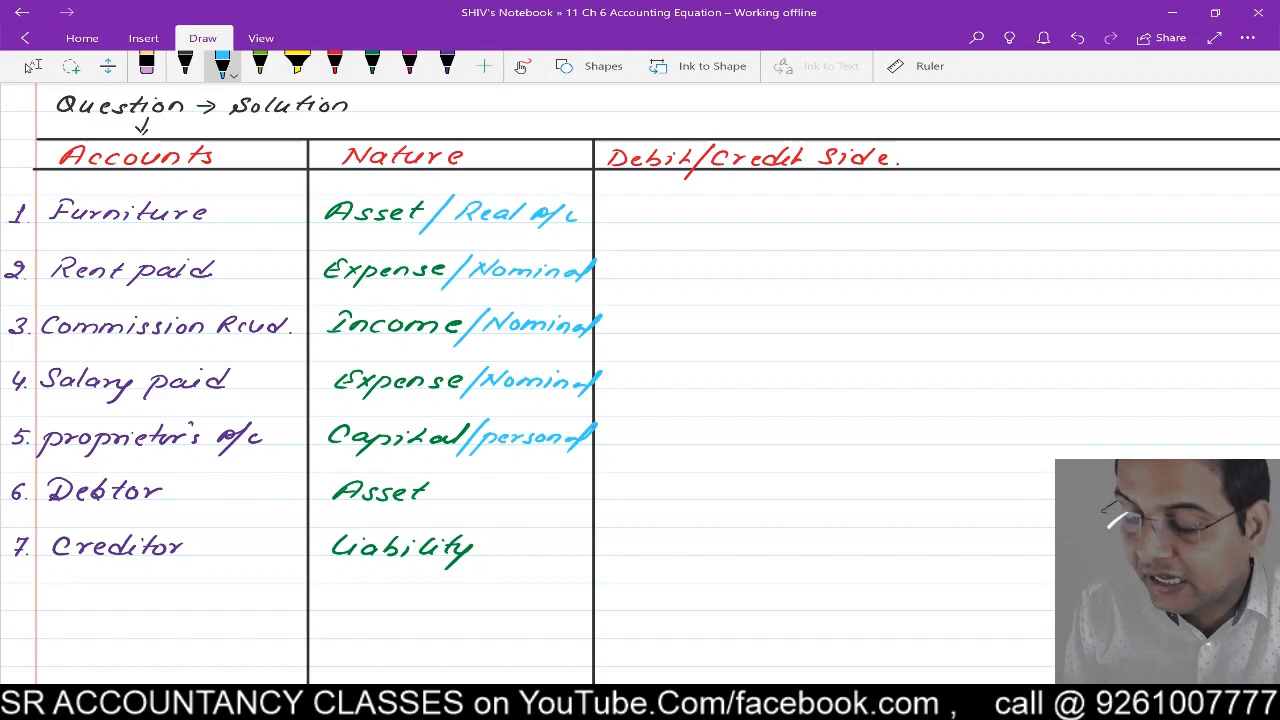 SHIV's Notebook » 11 Ch 6 Accounting Equation – Working offline
Home Insert Draw View Share
Shapes Ink to Shape Ink to Text Ruler
Question → Solution
Accounts Nature Debit/Credit Side.
1. Furniture Asset/Real A/c
2. Rent paid Expense/Nominal
3. Commission Rcvd. Income/Nominal
4. Salary paid Expense/Nominal
5. proprietor's A/c Capital/personal
6. Debtor Asset
7. Creditor Liability
SR ACCOUNTANCY CLASSES on YouTube.Com/facebook.com , call @ 9261007777